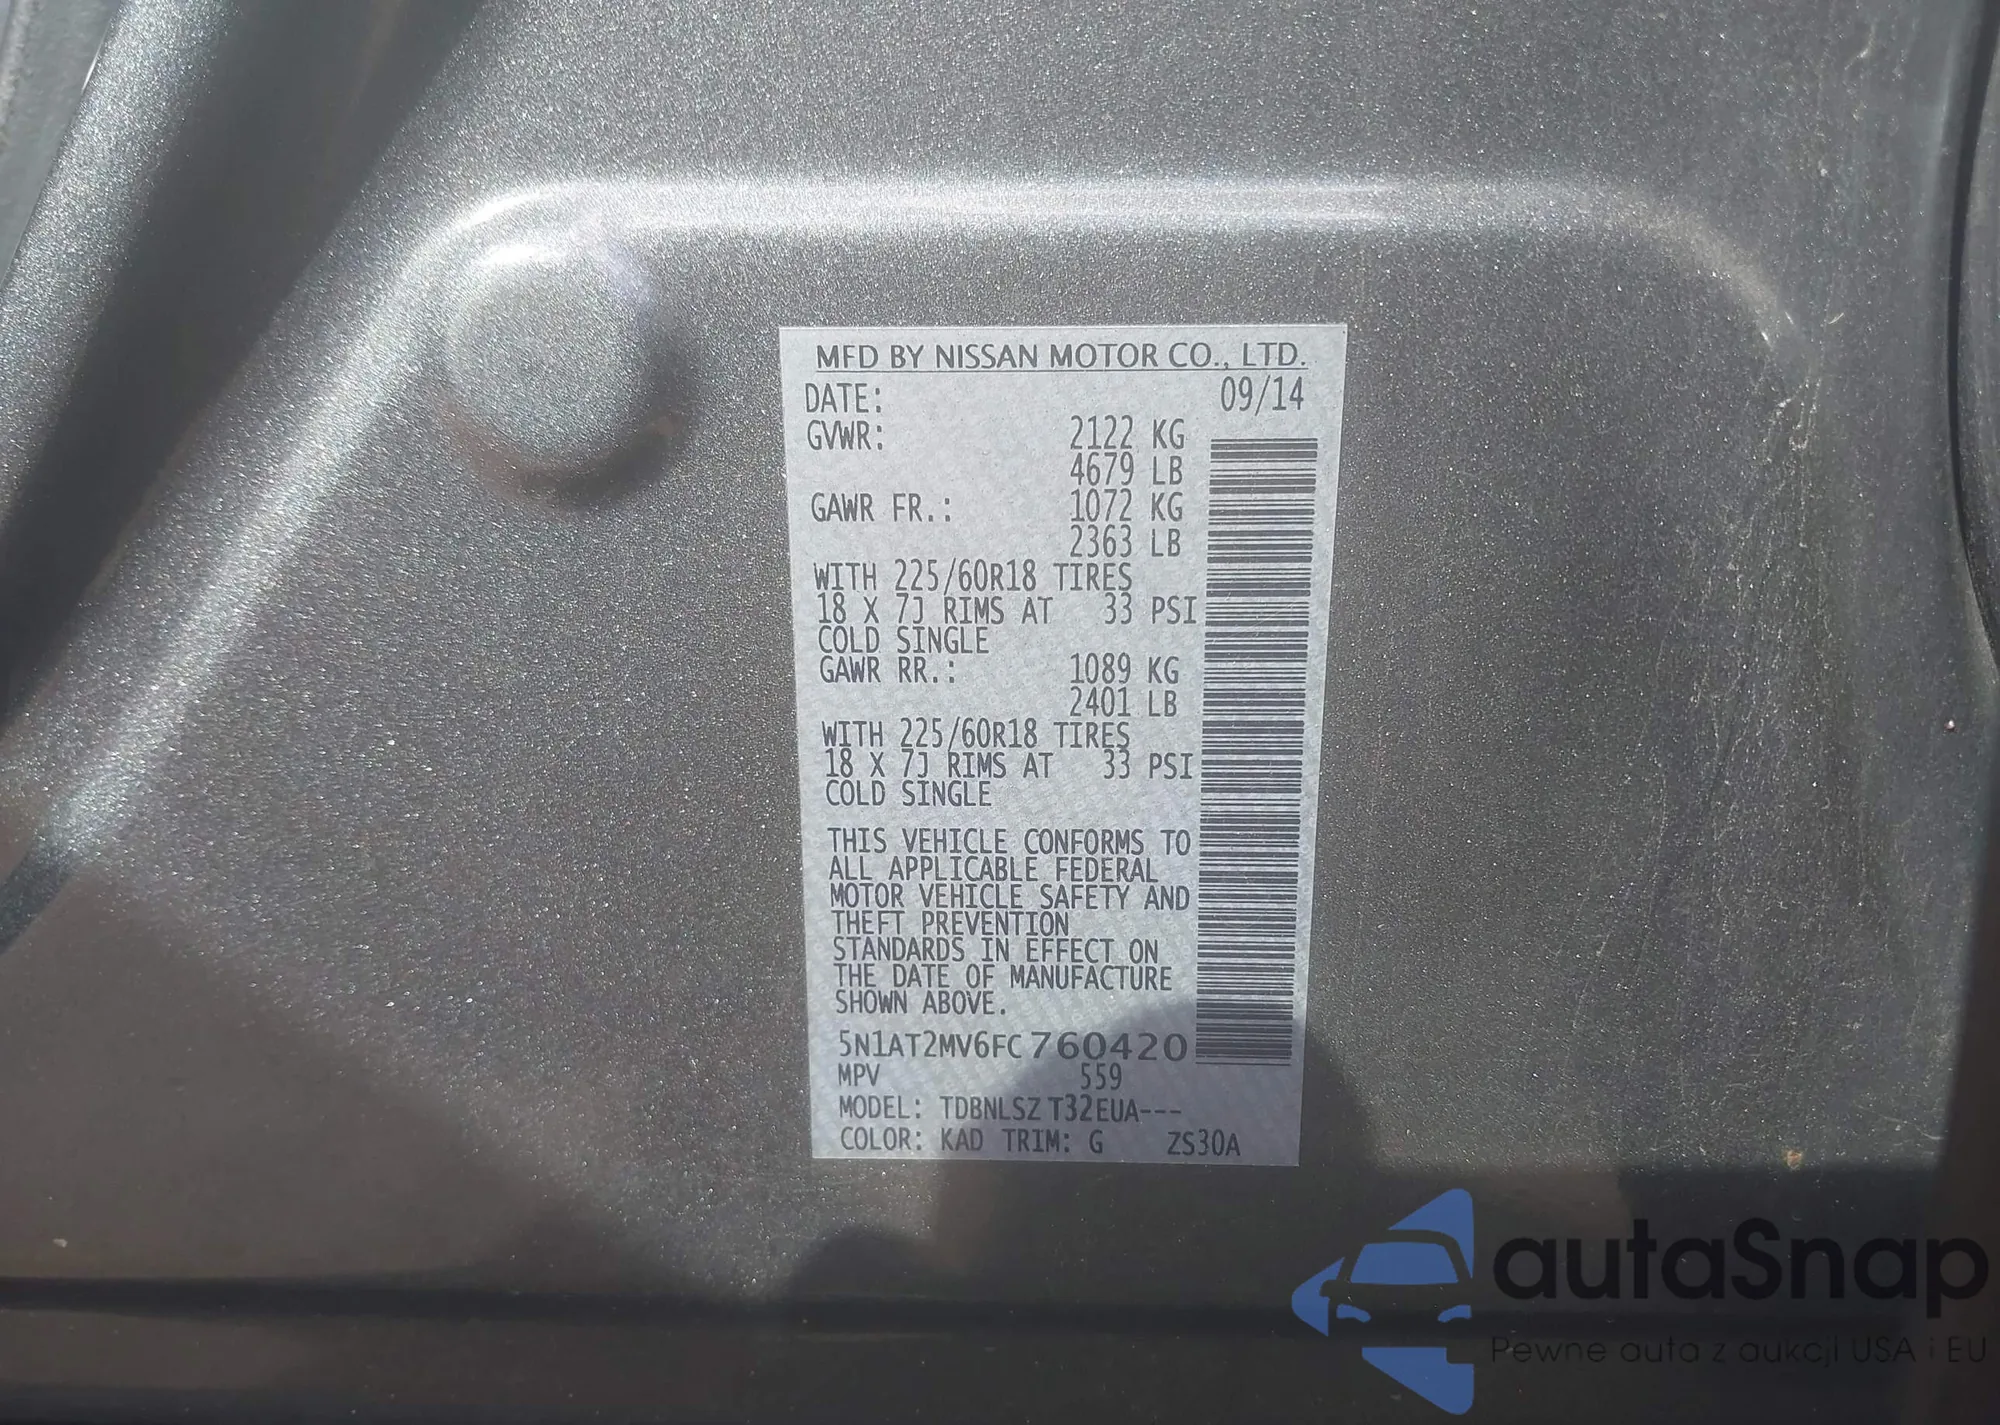 MFD BY NISSAN MOTOR CO., LTD.
DATE: 09/14
GVWR: 2122 KG
4679 LB
GAWR FR.: 1072 KG
2363 LB
WITH 225/60R18 TIRES
18 X 7J RIMS AT 33 PSI
COLD SINGLE
GAWR RR.: 1089 KG
2401 LB
WITH 225/60R18 TIRES
18 X 7J RIMS AT 33 PSI
COLD SINGLE
THIS VEHICLE CONFORMS TO
ALL APPLICABLE FEDERAL
MOTOR VEHICLE SAFETY AND
THEFT PREVENTION
STANDARDS IN EFFECT ON
THE DATE OF MANUFACTURE
SHOWN ABOVE.
5N1AT2MV6FC760420
MPV 559
MODEL: TDBNLSZ T32EUA---
COLOR: KAD TRIM: G ZS30A
autaSnap
Pewne auta z aukcji USA i EU